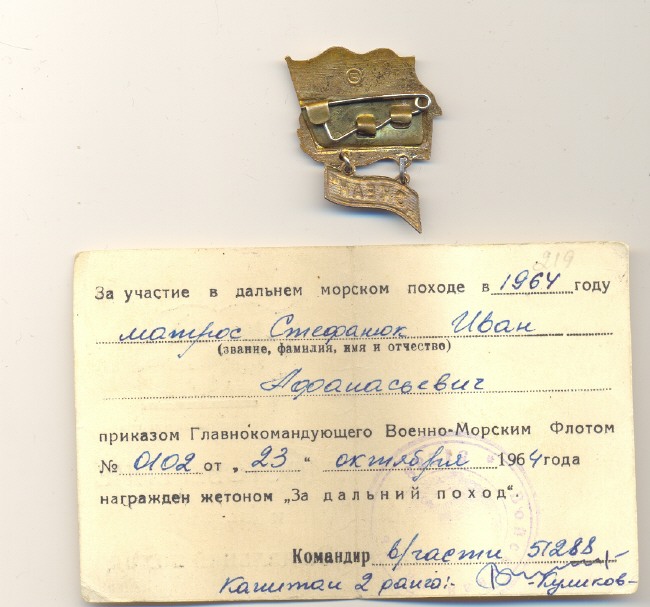 919
За участие в дальнем морском походе в 1964 году
матрос Стефанюк Иван
(звание, фамилия, имя и отчество)
Афанасьевич
приказом Главнокомандующего Военно-Морским Флотом
№ 0102 от „ 23 “ октября 1964 года
награжден жетоном „За дальний поход“
Командир в/части 51288
Капитан 2 ранга:- Куликов-